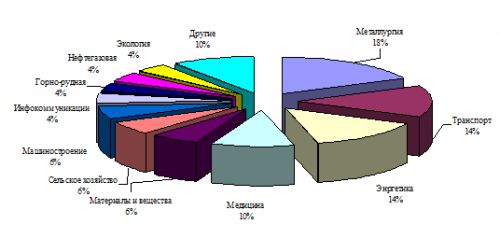 Другие
10%
Металлургия
18%
Экология
4%
Нефтегазовая
4%
Горно-рудная
4%
Инфокоммуникации
4%
Транспорт
14%
Машиностроение
6%
Сельское хозяйство
6%
Материалы и вещества
6%
Медицина
10%
Энргетика
14%